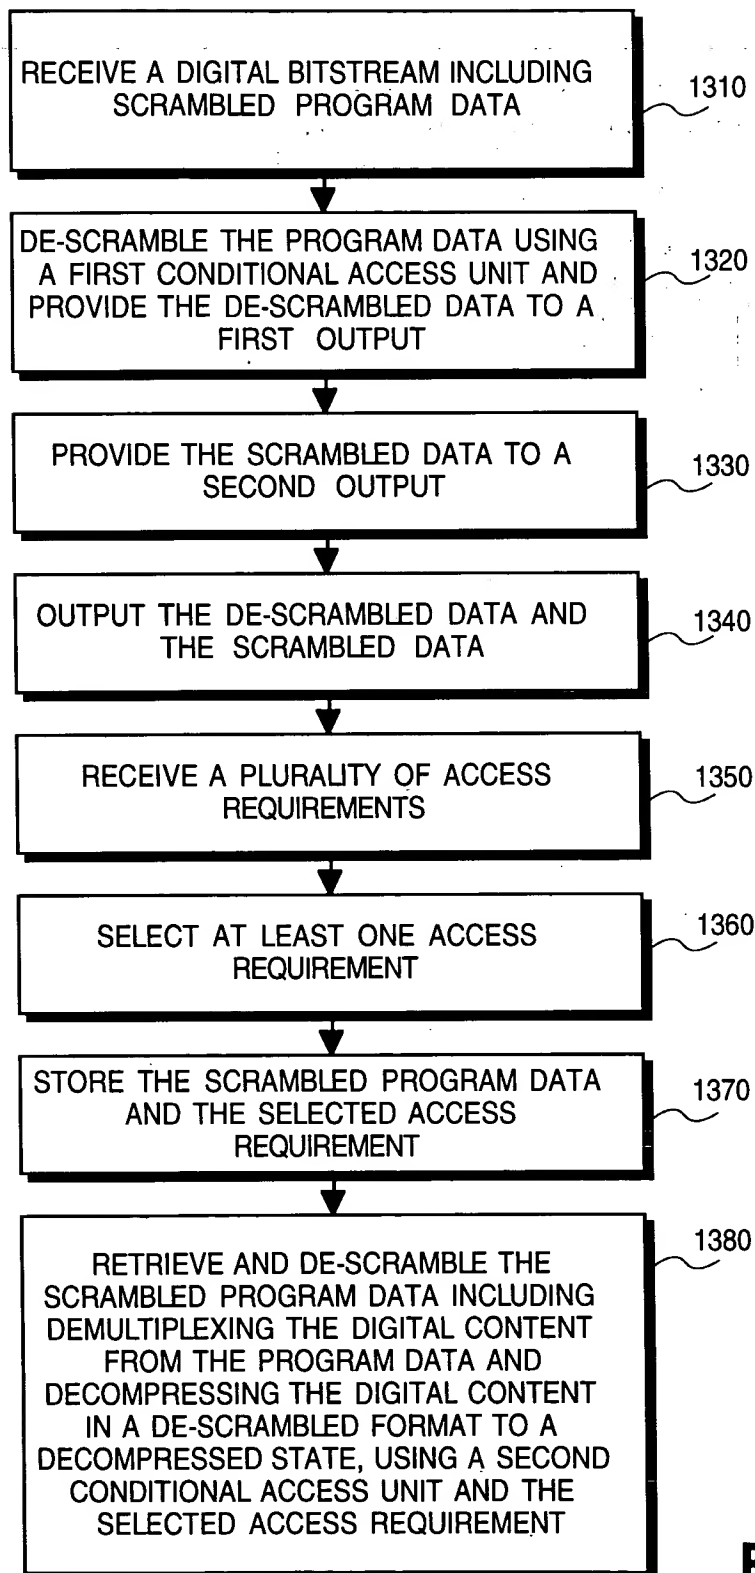 RECEIVE A DIGITAL BITSTREAM INCLUDING
SCRAMBLED PROGRAM DATA
1310
DE-SCRAMBLE THE PROGRAM DATA USING
A FIRST CONDITIONAL ACCESS UNIT AND
PROVIDE THE DE-SCRAMBLED DATA TO A
FIRST OUTPUT
1320
PROVIDE THE SCRAMBLED DATA TO A
SECOND OUTPUT
1330
OUTPUT THE DE-SCRAMBLED DATA AND
THE SCRAMBLED DATA
1340
RECEIVE A PLURALITY OF ACCESS
REQUIREMENTS
1350
SELECT AT LEAST ONE ACCESS
REQUIREMENT
1360
STORE THE SCRAMBLED PROGRAM DATA
AND THE SELECTED ACCESS
REQUIREMENT
1370
RETRIEVE AND DE-SCRAMBLE THE
SCRAMBLED PROGRAM DATA INCLUDING
DEMULTIPLEXING THE DIGITAL CONTENT
FROM THE PROGRAM DATA AND
DECOMPRESSING THE DIGITAL CONTENT
IN A DE-SCRAMBLED FORMAT TO A
DECOMPRESSED STATE, USING A SECOND
CONDITIONAL ACCESS UNIT AND THE
SELECTED ACCESS REQUIREMENT
1380